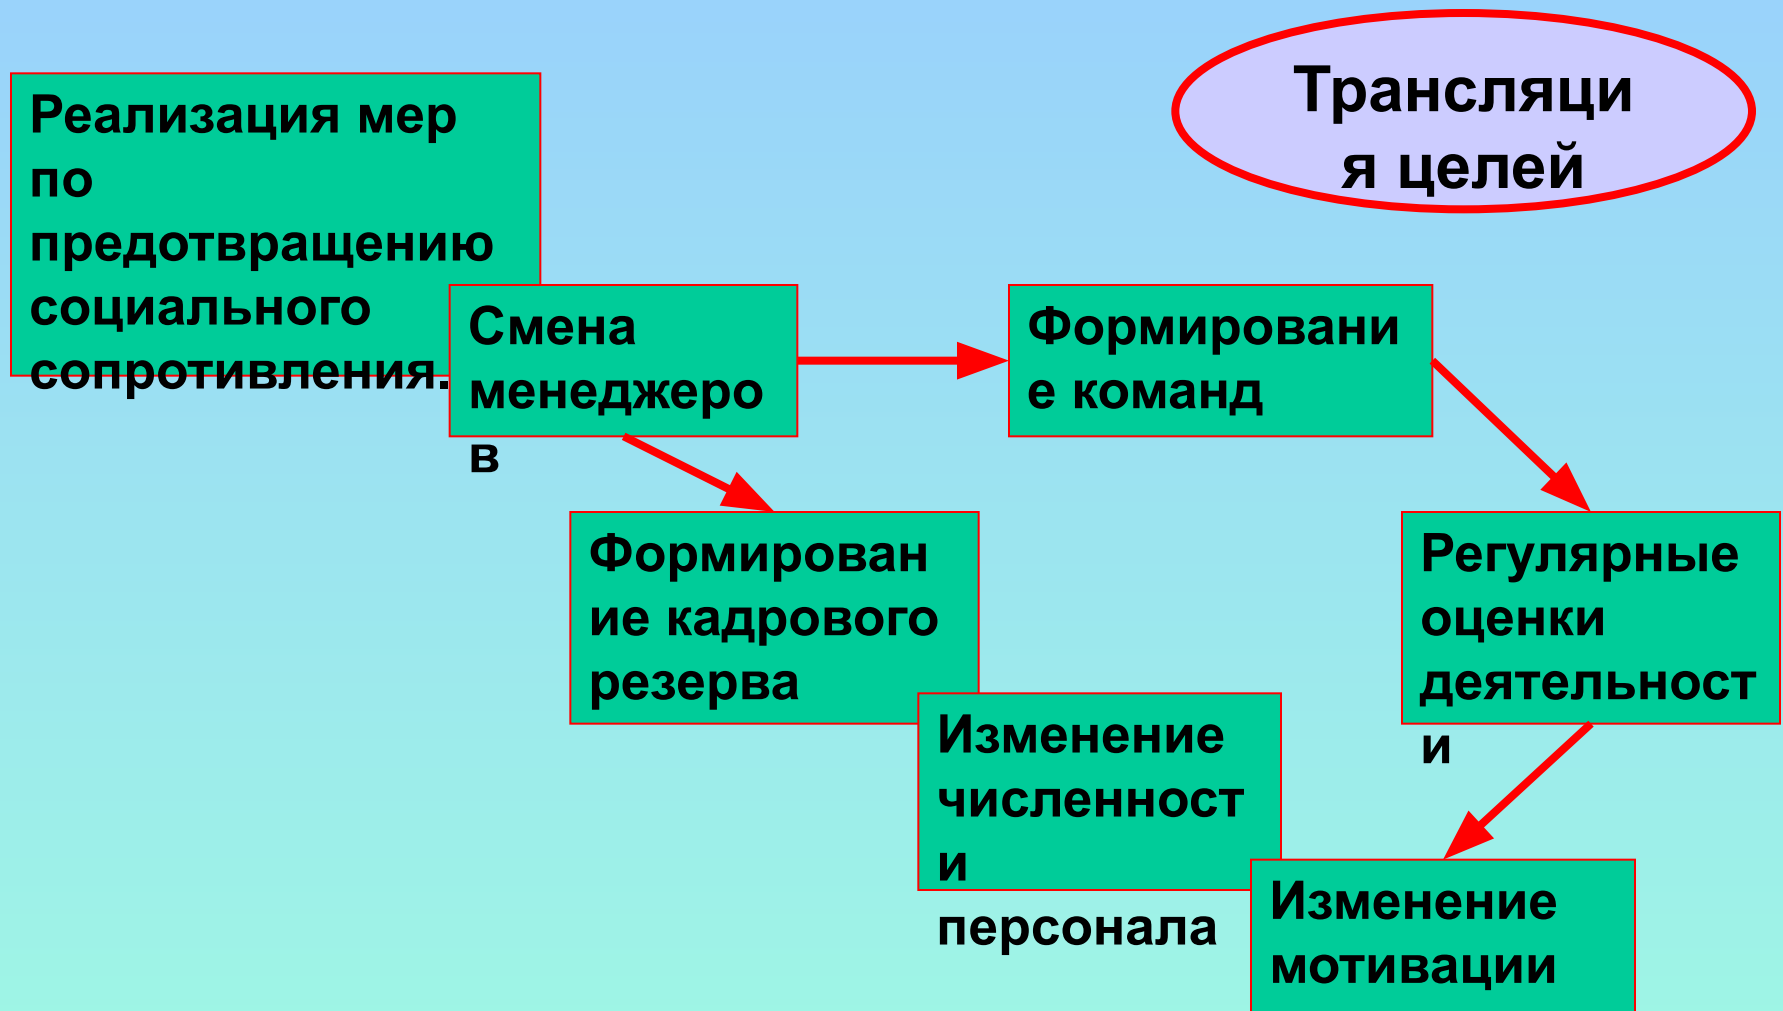 Трансляци
я целей
Реализация мер
по
предотвращению
социального
сопротивления.
Смена
менеджеро
в
Формировани
е команд
Формирован
ие кадрового
резерва
Регулярные
оценки
деятельност
и
Изменение
численност
и
персонала
Изменение
мотивации